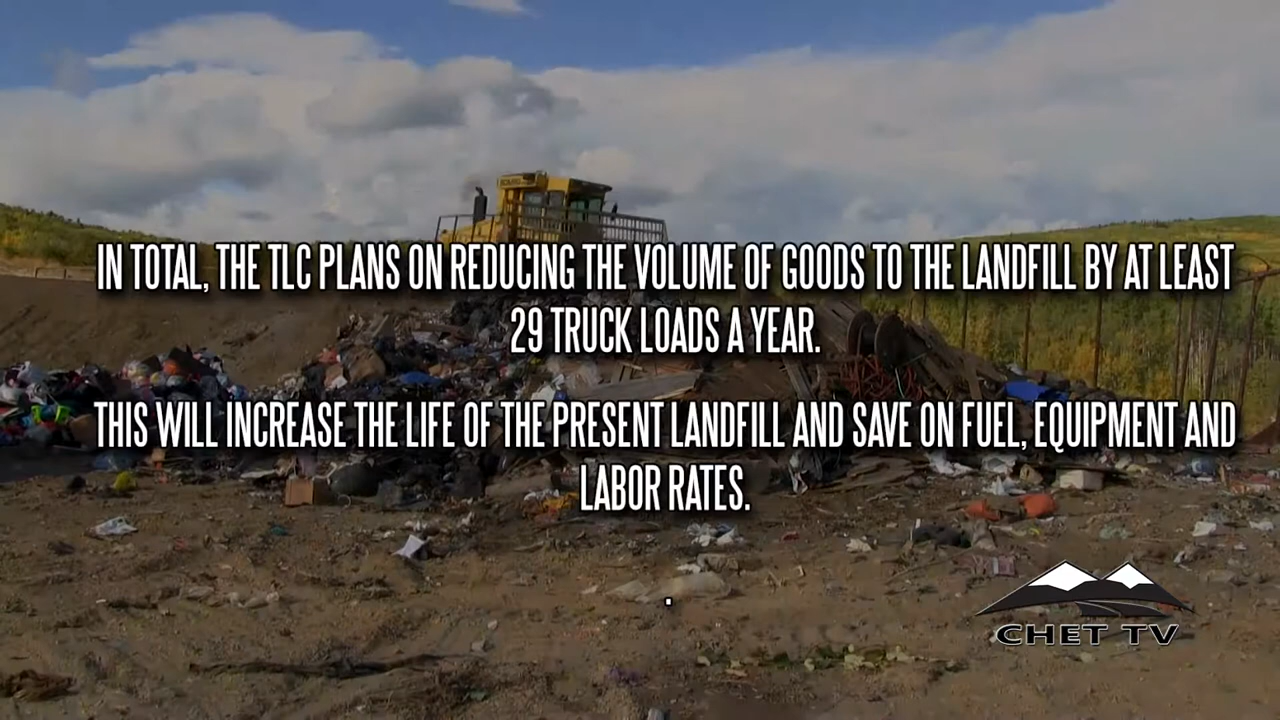 IN TOTAL, THE TLC PLANS ON REDUCING THE VOLUME OF GOODS TO THE LANDFILL BY AT LEAST
29 TRUCK LOADS A YEAR.
THIS WILL INCREASE THE LIFE OF THE PRESENT LANDFILL AND SAVE ON FUEL, EQUIPMENT AND
LABOR RATES.
.
CHET TV